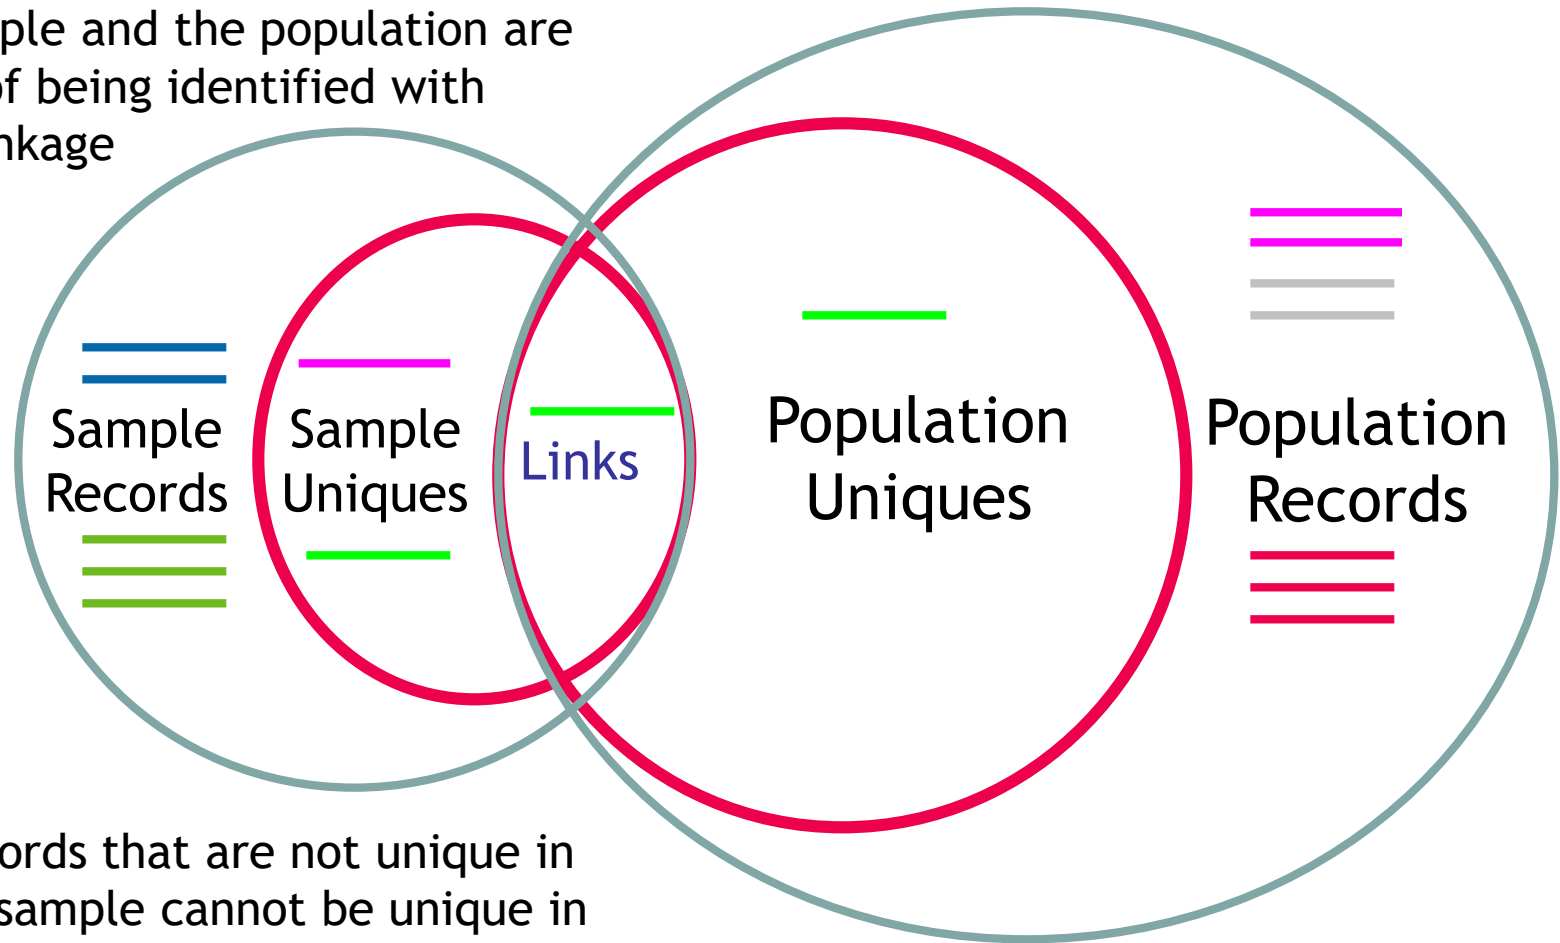 ple and the population are
of being identified with
nkage
Sample
Records
Sample
Uniques
Links
Population
Uniques
Population
Records
ords that are not unique in
sample cannot be unique in